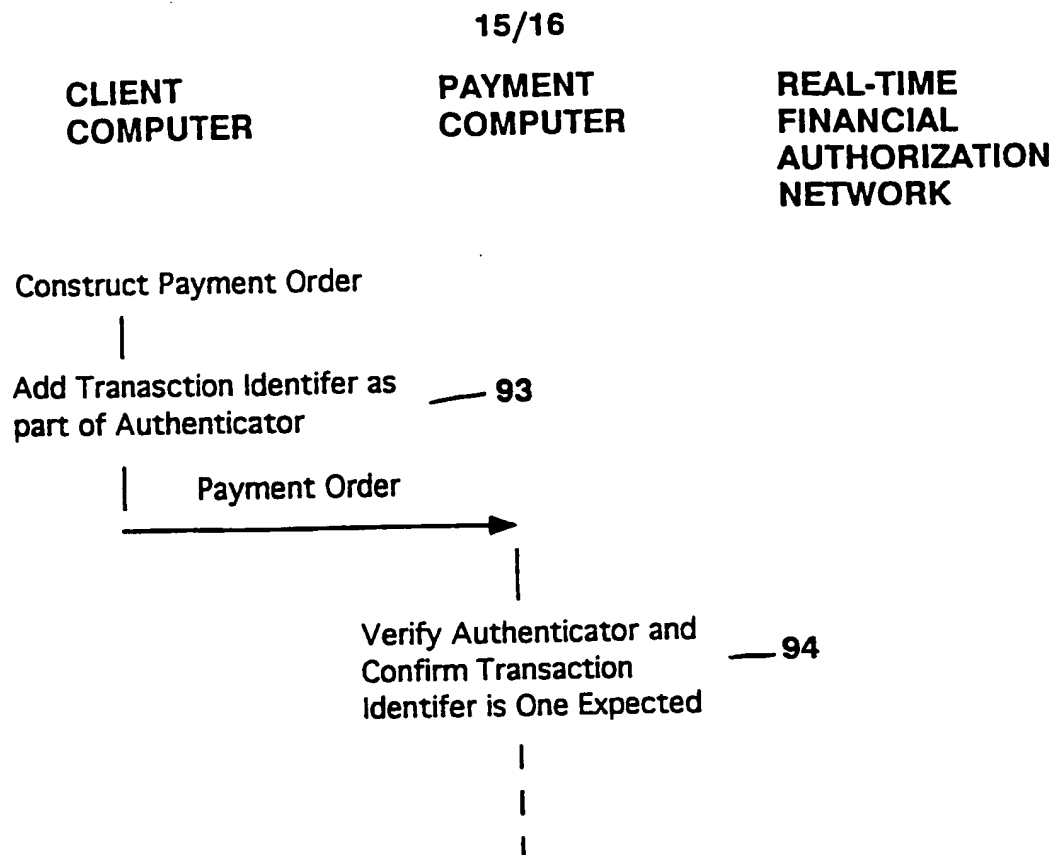 15/16
CLIENT
COMPUTER
PAYMENT
COMPUTER
REAL-TIME
FINANCIAL
AUTHORIZATION
NETWORK
Construct Payment Order
Add Tranasction Identifer as
part of Authenticator
93
Payment Order
Verify Authenticator and
Confirm Transaction
Identifer is One Expected
94